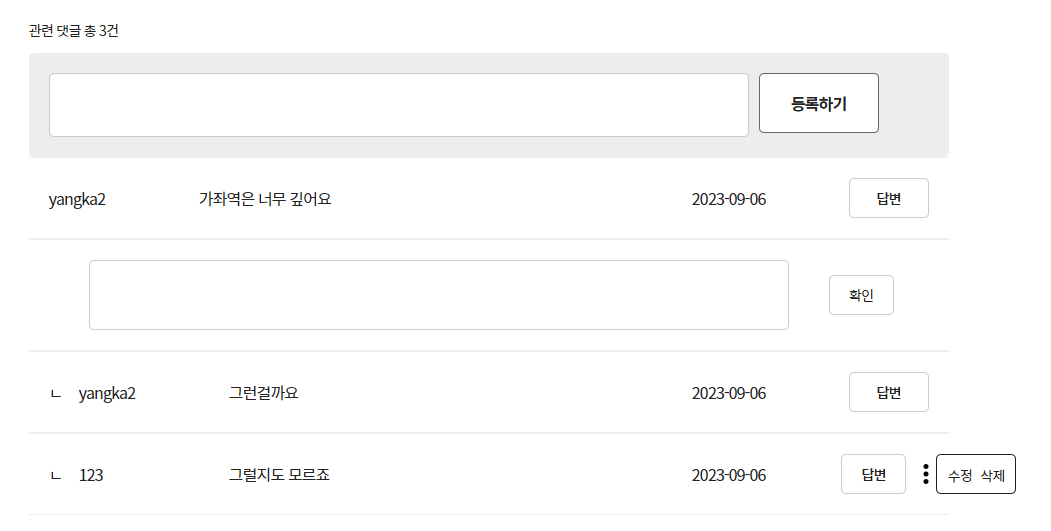 관련 댓글 총 3건
등록하기
yangka2 가좌역은 너무 깊어요 2023-09-06 답변
확인
ㄴ yangka2 그런걸까요 2023-09-06 답변
ㄴ 123 그럴지도 모르죠 2023-09-06 답변 수정 삭제